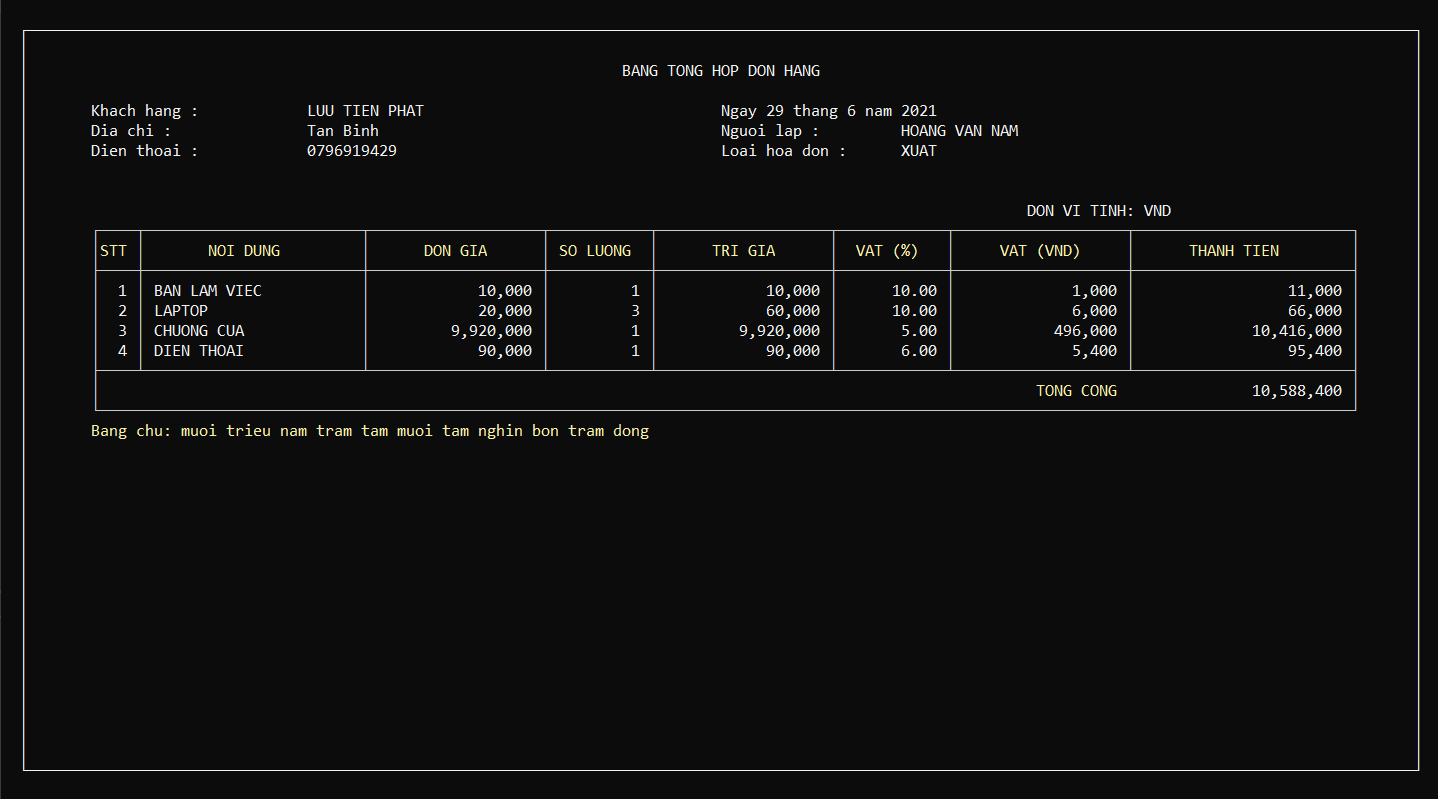 BANG TONG HOP DON HANG
Khach hang : LUU TIEN PHAT Ngay 29 thang 6 nam 2021
Dia chi : Tan Binh Nguoi lap : HOANG VAN NAM
Dien thoai : 0796919429 Loai hoa don : XUAT
DON VI TINH: VND
STT NOI DUNG DON GIA SO LUONG TRI GIA VAT (%) VAT (VND) THANH TIEN
1 BAN LAM VIEC 10,000 1 10,000 10.00 1,000 11,000
2 LAPTOP 20,000 3 60,000 10.00 6,000 66,000
3 CHUONG CUA 9,920,000 1 9,920,000 5.00 496,000 10,416,000
4 DIEN THOAI 90,000 1 90,000 6.00 5,400 95,400
TONG CONG 10,588,400
Bang chu: muoi trieu nam tram tam muoi tam nghin bon tram dong